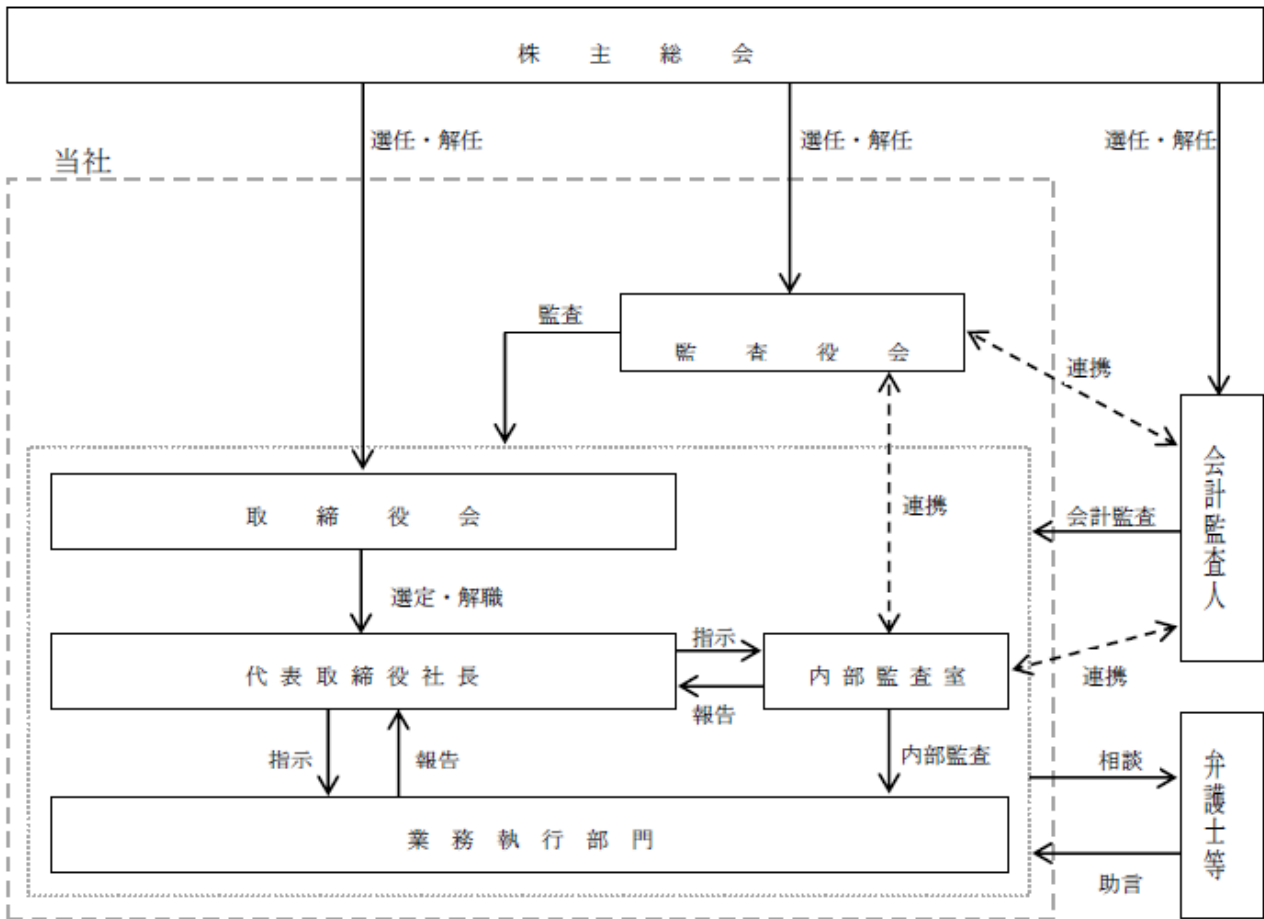 株主総会
選任・解任
選任・解任
選任・解任
当社
監査
監査役会
連携
会計監査人
取締役会
連携
会計監査
選定・解職
代表取締役社長
指示
内部監査室
報告
連携
指示
報告
内部監査
相談
弁護士等
業務執行部門
助言